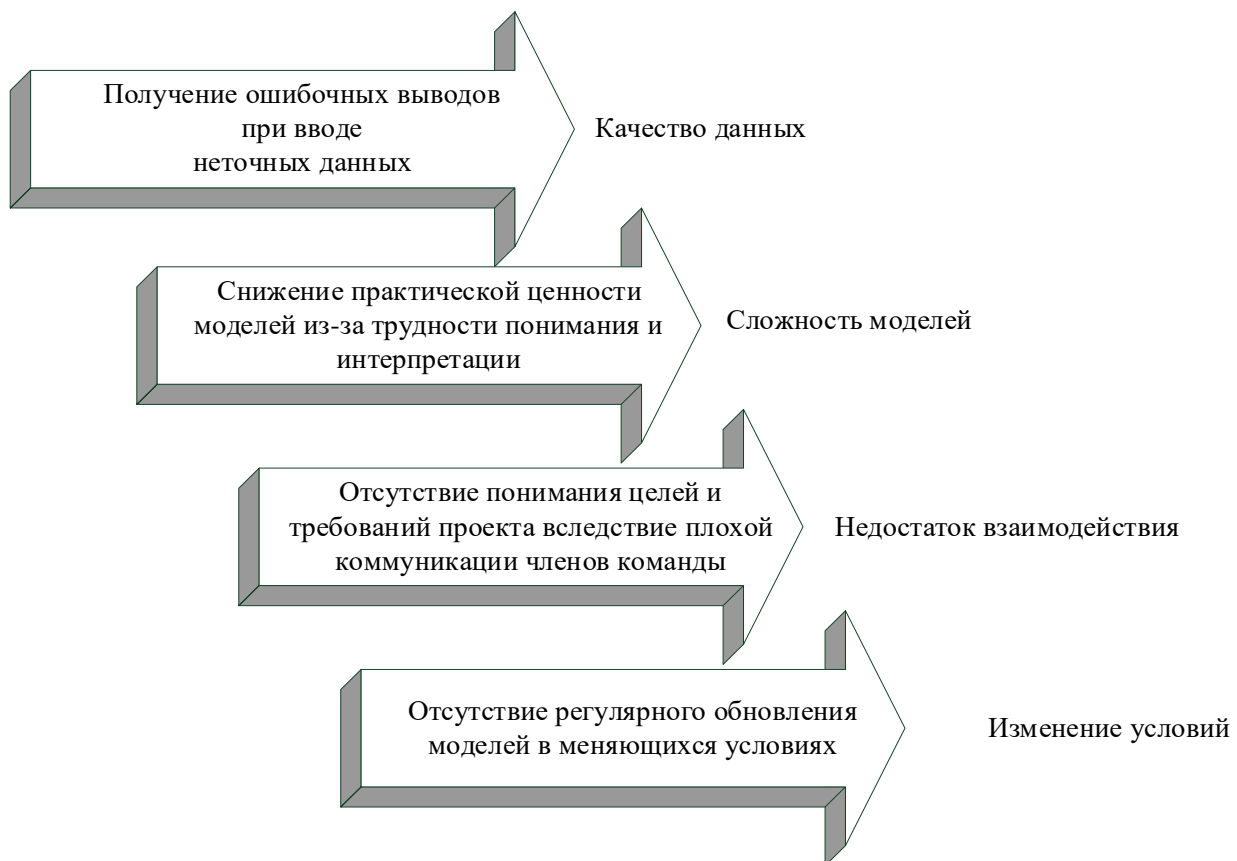 Получение ошибочных выводов
при вводе
неточных данных
Качество данных
Снижение практической ценности
моделей из-за трудности понимания и
интерпретации
Сложность моделей
Отсутствие понимания целей и
требований проекта вследствие плохой
коммуникации членов команды
Недостаток взаимодействия
Отсутствие регулярного обновления
моделей в меняющихся условиях
Изменение условий